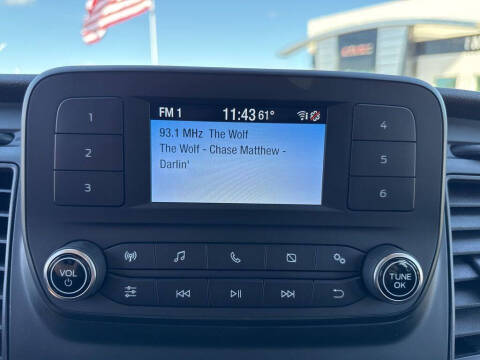 FM 1 11:43 61°
93.1 MHz The Wolf
The Wolf - Chase Matthew -
Darlin'
1
2
3
4
5
6
VOL
TUNE
OK